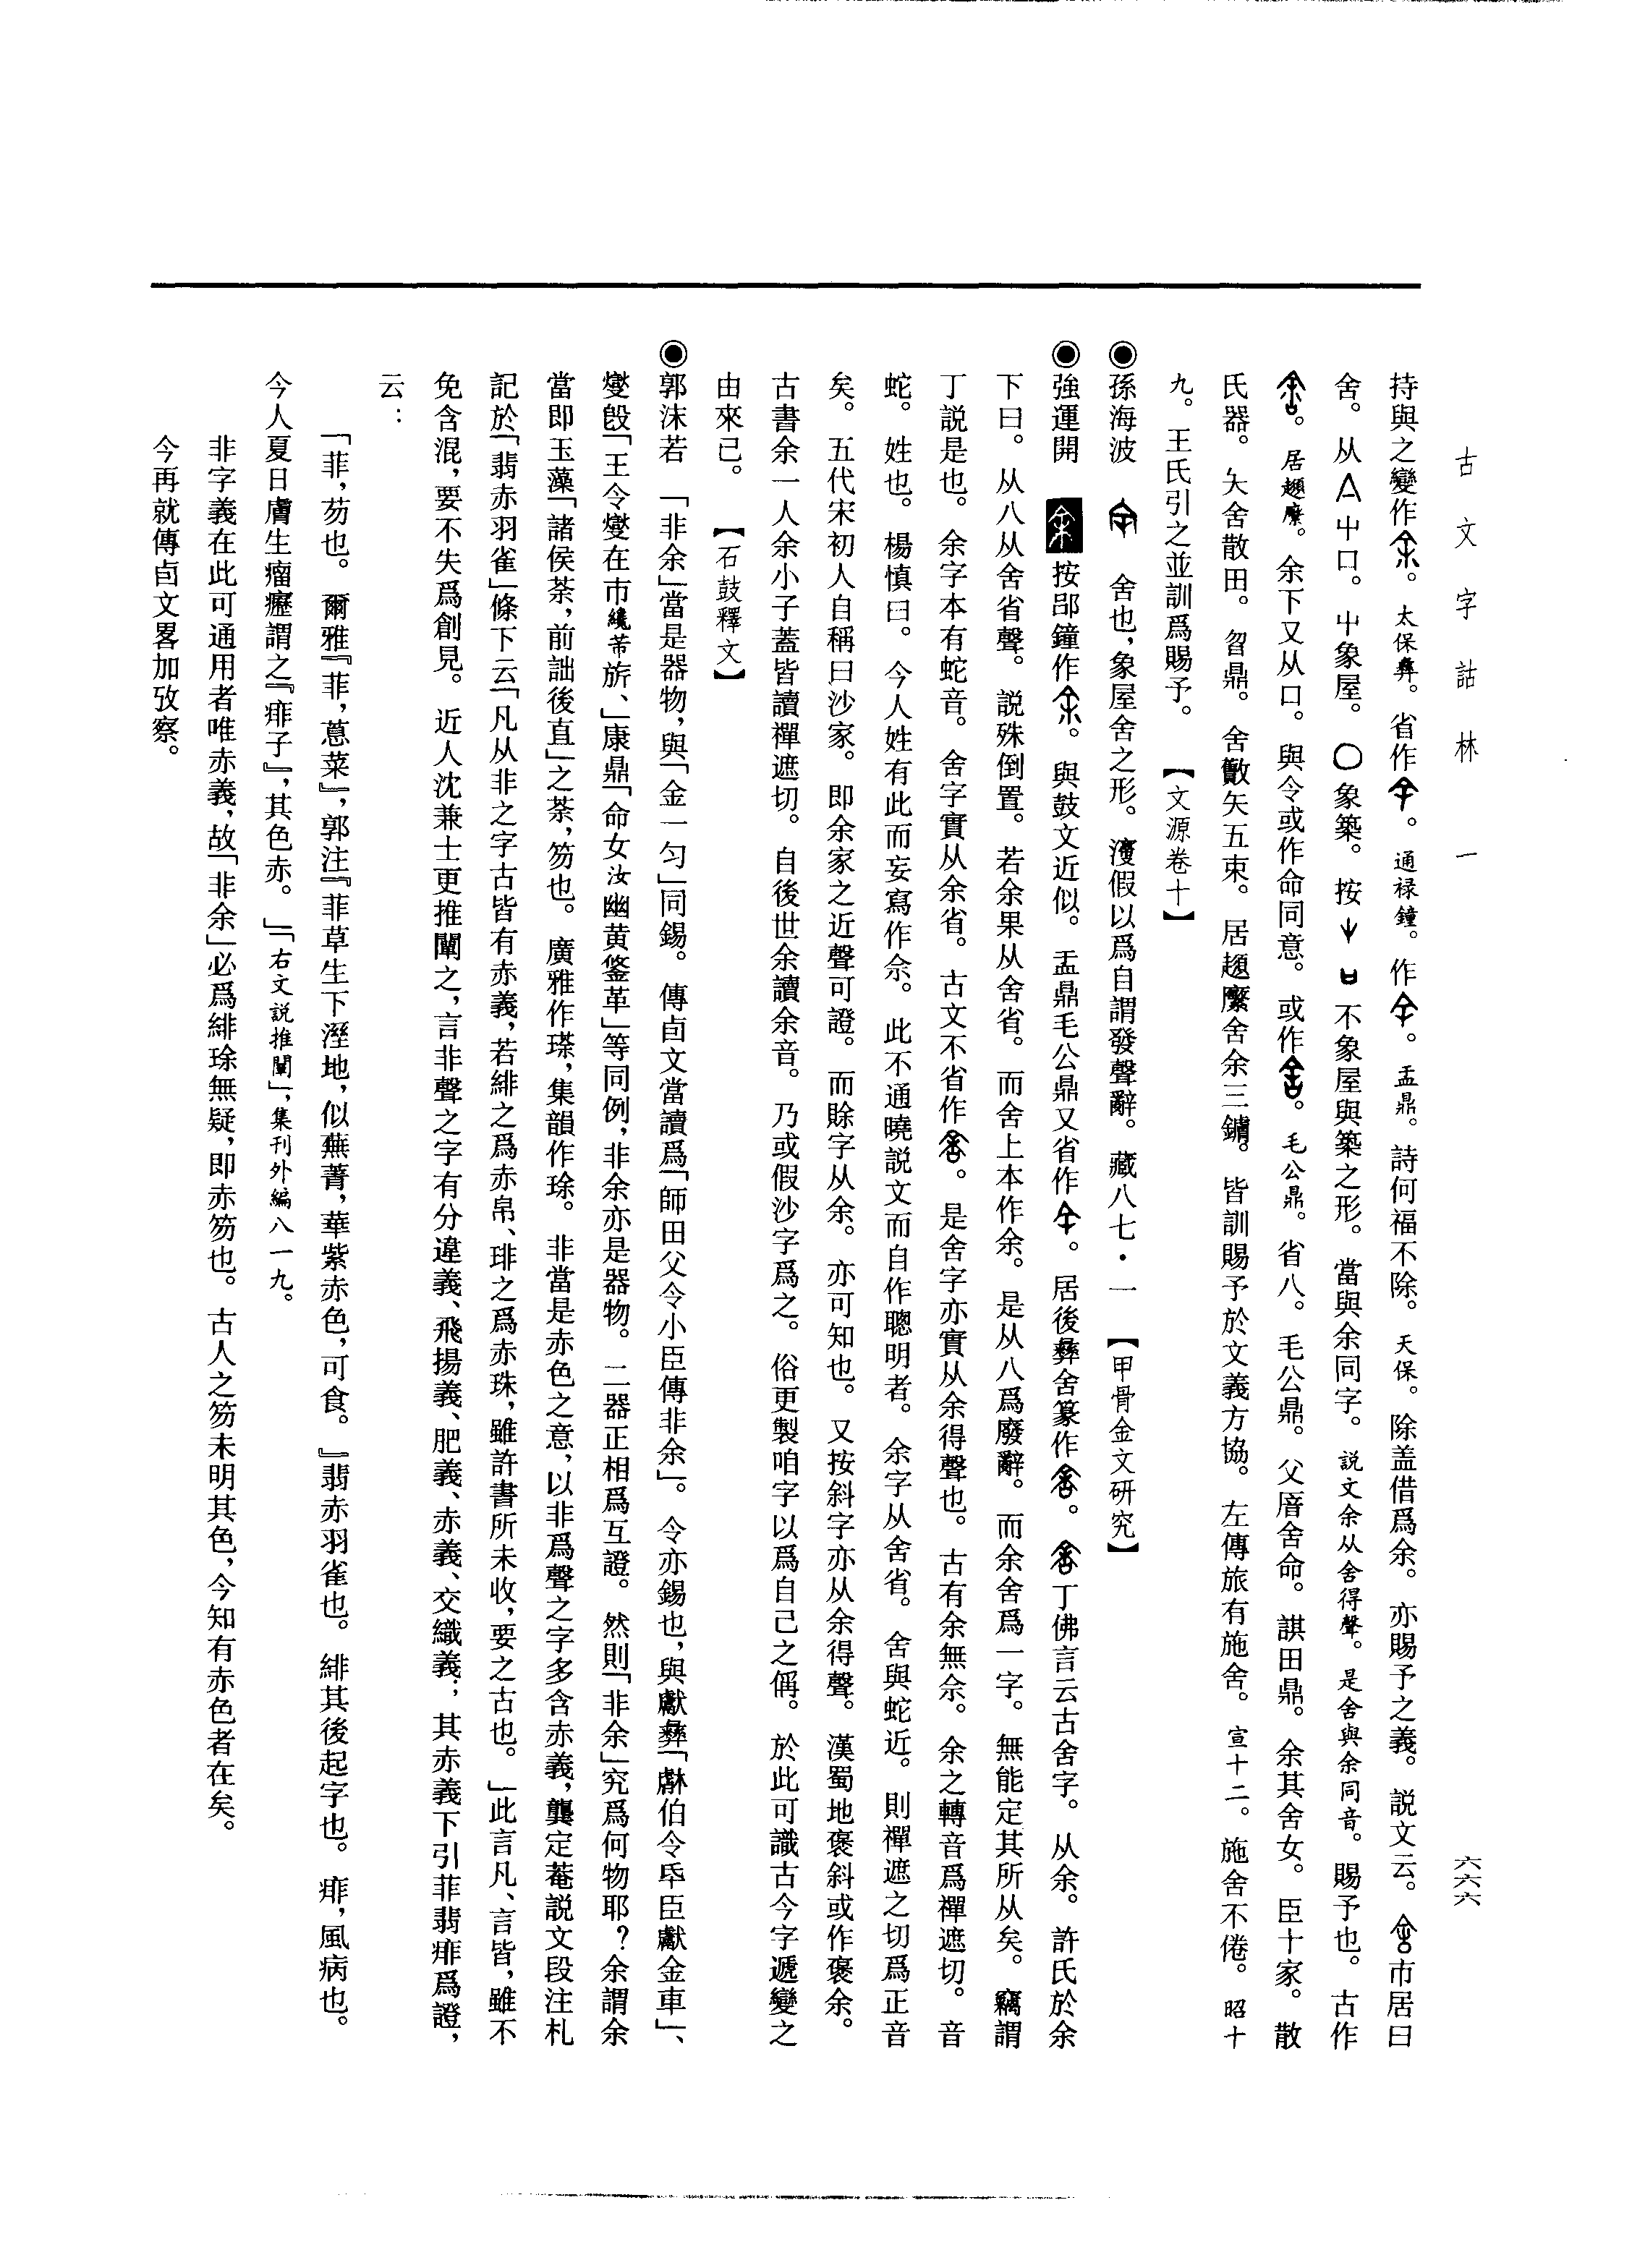 古文字詁林 一
六六六
持與之變作。太保彝。省作。通禄鐘。作。盂鼎。詩何福不除。天保。除盖借爲余。亦賜予之義。説文云。市居曰
舍。从屮口。屮象屋。〇象築。按不象屋與築之形。當與余同字。説文余从舍得聲。是舍與余同音。賜予也。古作
。居䞣。余下又从口。與令或作命同意。或作。毛公鼎。省八。毛公鼎。父厝舍命。諆田鼎。余其舍女。臣十家。散
氏器。夨舍散田。曶鼎。舍矢五束。居舍余三鏞。皆訓賜予於文義方協。左傳旅有施舍。宣十二。施舍不倦。昭十
九。王氏引之並訓爲賜予。【文源卷十】
◉孫海波　舍也，象屋舍之形。假以爲自謂發聲辭。藏八七·一　【甲骨金文研究】
◉強運開　按郘鐘作。與鼓文近似。盂鼎毛公鼎又省作。居後彝舍篆作。丁佛言云古舍字。从余。許氏於余
下曰。从八从舍省聲。説殊倒置。若余果从舍省。而舍上本作余。是从八爲廢辭。而余舍爲一字。無能定其所从矣。竊謂
丁説是也。余字本有蛇音。舍字實从余省。古文不省作。是舍字亦實从余得聲也。古有余無佘。余之轉音爲禪遮切。音
蛇。姓也。楊慎曰。今人姓有此而妄寫作佘。此不通曉説文而自作聰明者。余字从舍省。舍與蛇近。則禪遮之切爲正音
矣。五代宋初人自稱曰沙家。即余家之近聲可證。而賒字从余。亦可知也。又按斜字亦从余得聲。漢蜀地褒斜或作褒余。
古書余一人余小子蓋皆讀禪遮切。自後世余讀余音。乃或假沙字爲之。俗更製咱字以爲自己之偁。於此可識古今字遞變之
由來已。【石鼓釋文】
◉郭沫若　「非余」當是器物，與「金一勻」同錫。傳卣文當讀爲「師田父令小臣傳非余」。令亦錫也，與獻彝「伯令氒臣獻金車」、
燮𣪘「王令燮在巿纔芾旂」、康鼎「命女汝幽黄鋚革」等同例，非余亦是器物。二器正相爲互證。然則「非余」究爲何物耶？余謂余
當即玉藻「諸侯荼，前詘後直」之荼，笏也。廣雅作瑹，集韻作琭。非當是赤色之意，以非爲聲之字多含赤義，龔定菴説文段注札
記於「翡赤羽雀」條下云「凡从非之字古皆有赤義，若緋之爲赤帛、琲之爲赤珠，雖許書所未收，要之古也。」此言凡、言皆，雖不
免含混，要不失爲創見。近人沈兼士更推闡之，言非聲之字有分違義、飛揚義、肥義、赤義、交織義；其赤義下引菲翡痱爲證，
云：
「菲，芴也。爾雅『菲，蒠菜』，郭注『菲草生下溼地，似蕪菁，華紫赤色，可食。』翡赤羽雀也。緋其後起字也。痱，風病也。
今人夏日膚生瘤癧謂之『痱子』，其色赤。」「右文説推闡」，集刊外編八一九。
非字義在此可通用者唯赤義，故「非余」必爲緋琭無疑，即赤笏也。古人之笏未明其色，今知有赤色者在矣。
今再就傳卣文畧加攷察。